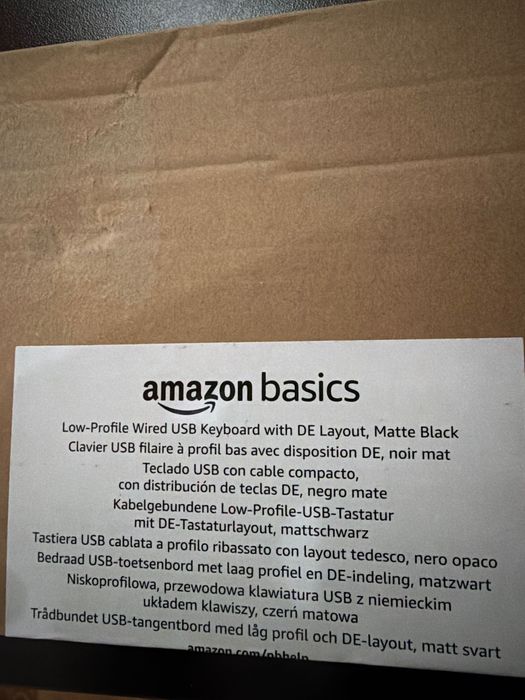 amazon basics
Low-Profile Wired USB Keyboard with DE Layout, Matte Black
Clavier USB filaire à profil bas avec disposition DE, noir mat
Teclado USB con cable compacto,
con distribución de teclas DE, negro mate
Kabelgebundene Low-Profile-USB-Tastatur
mit DE-Tastaturlayout, mattschwarz
Tastiera USB cablata a profilo ribassato con layout tedesco, nero opaco
Bedraad USB-toetsenbord met laag profiel en DE-indeling, matzwart
Niskoprofilowa, przewodowa klawiatura USB z niemieckim
układem klawiszy, czerń matowa
Trådbundet USB-tangentbord med låg profil och DE-layout, matt svart
amazon.com/pbhelp